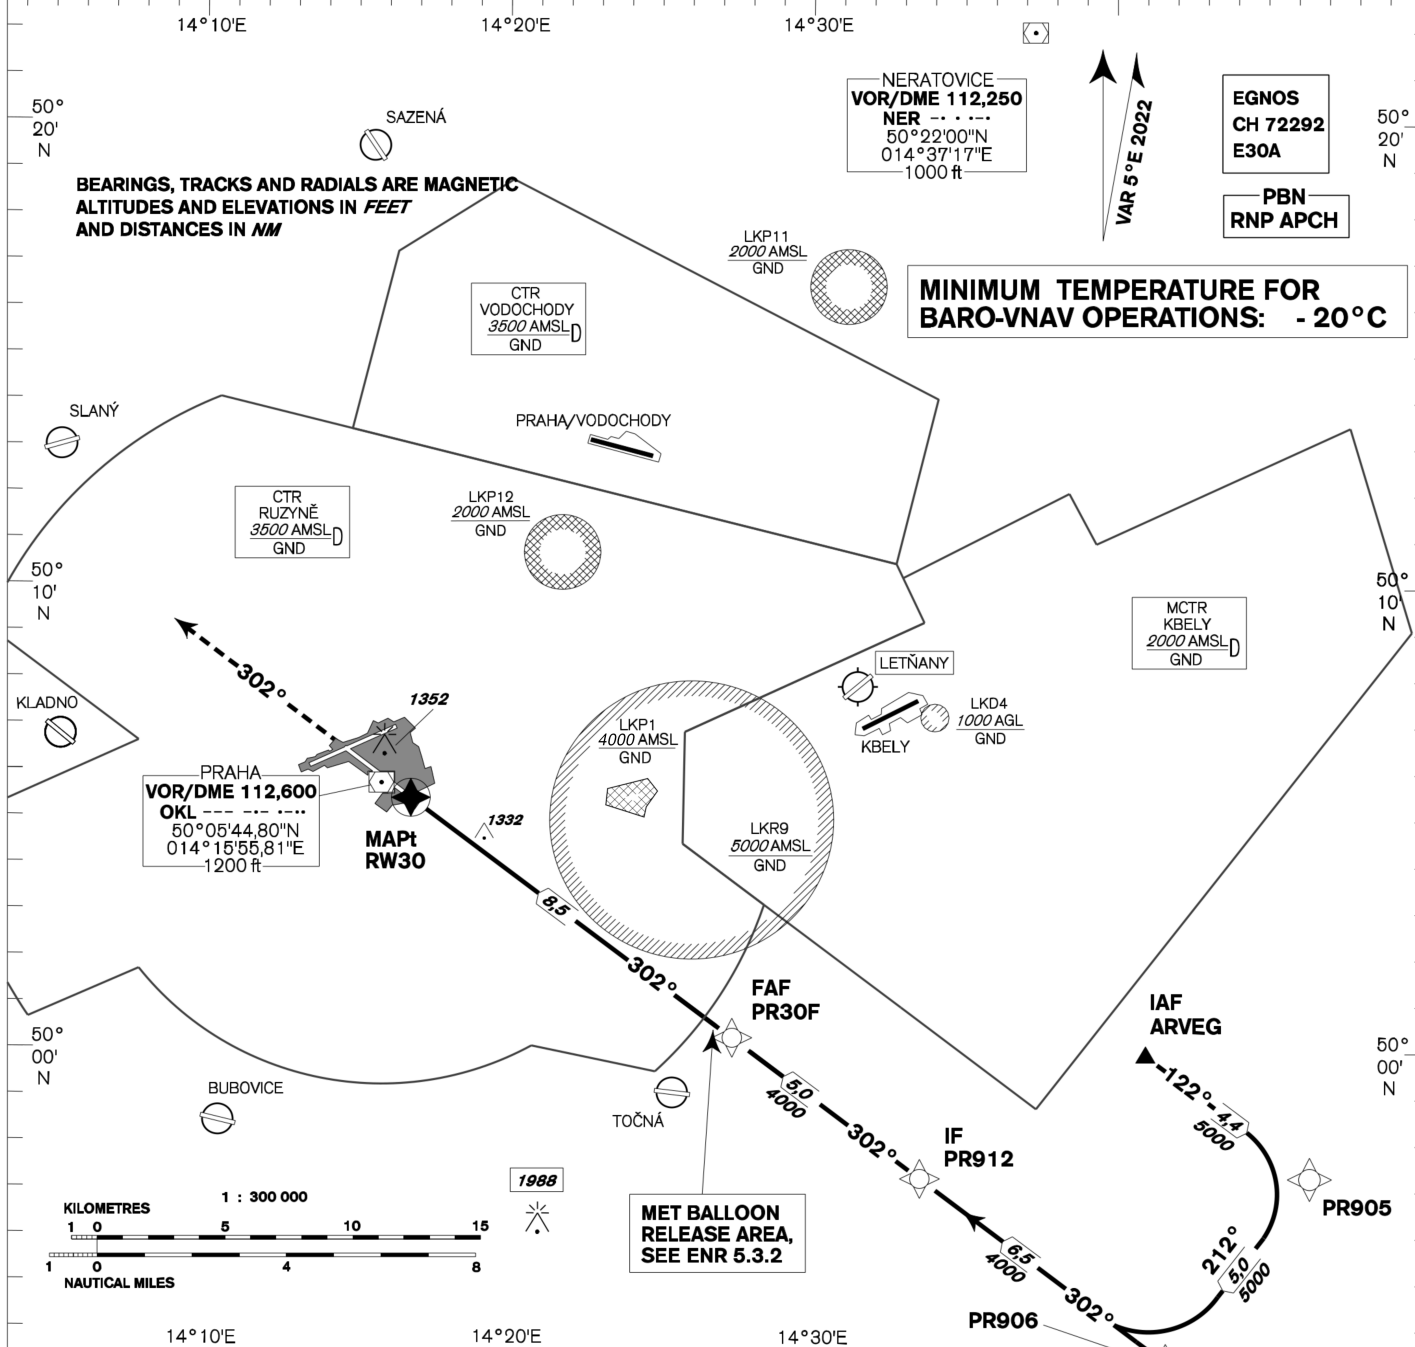 14°10'E
14°20'E
14°30'E
NERATOVICE
VOR/DME 112,250
NER -· · ·-·
50°22'00"N
014°37'17"E
1000 ft
VAR 5°E 2022
EGNOS
CH 72292
E30A
PBN
RNP APCH
50°
20'
N
50°
20'
N
SAZENÁ
BEARINGS, TRACKS AND RADIALS ARE MAGNETIC
ALTITUDES AND ELEVATIONS IN FEET
AND DISTANCES IN NM
LKP11
2000 AMSL
GND
MINIMUM TEMPERATURE FOR
BARO-VNAV OPERATIONS: - 20°C
CTR
VODOCHODY
3500 AMSL D
GND
SLANÝ
PRAHA/VODOCHODY
CTR
RUZYNĚ
3500 AMSL D
GND
LKP12
2000 AMSL
GND
50°
10'
N
50°
10'
N
MCTR
KBELY
2000 AMSL D
GND
LETŇANY
302°
1352
KLADNO
LKP1
4000 AMSL
GND
LKD4
1000 AGL
GND
KBELY
PRAHA
VOR/DME 112,600
OKL --- -·- ·-··
50°05'44,80"N
014°15'55,81"E
1200 ft
MAPt
RW30
1332
LKR9
5000 AMSL
GND
8,5
302°
FAF
PR30F
IAF
ARVEG
50°
00'
N
50°
00'
N
BUBOVICE
TOČNÁ
5,0
4000
302°
122°
4,4
5000
IF
PR912
1988
PR905
1 : 300 000
KILOMETRES
1 0 5 10 15
1 0 4 8
NAUTICAL MILES
MET BALLOON
RELEASE AREA,
SEE ENR 5.3.2
6,5
4000
212°
5,0
5000
302°
PR906
14°10'E
14°20'E
14°30'E